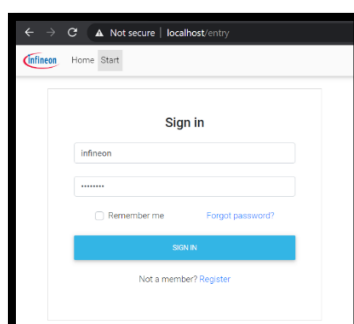 Not secure | localhost/entry
infineon Home Start
Sign in
infineon
••••••••
Remember me Forgot password?
SIGN IN
Not a member? Register